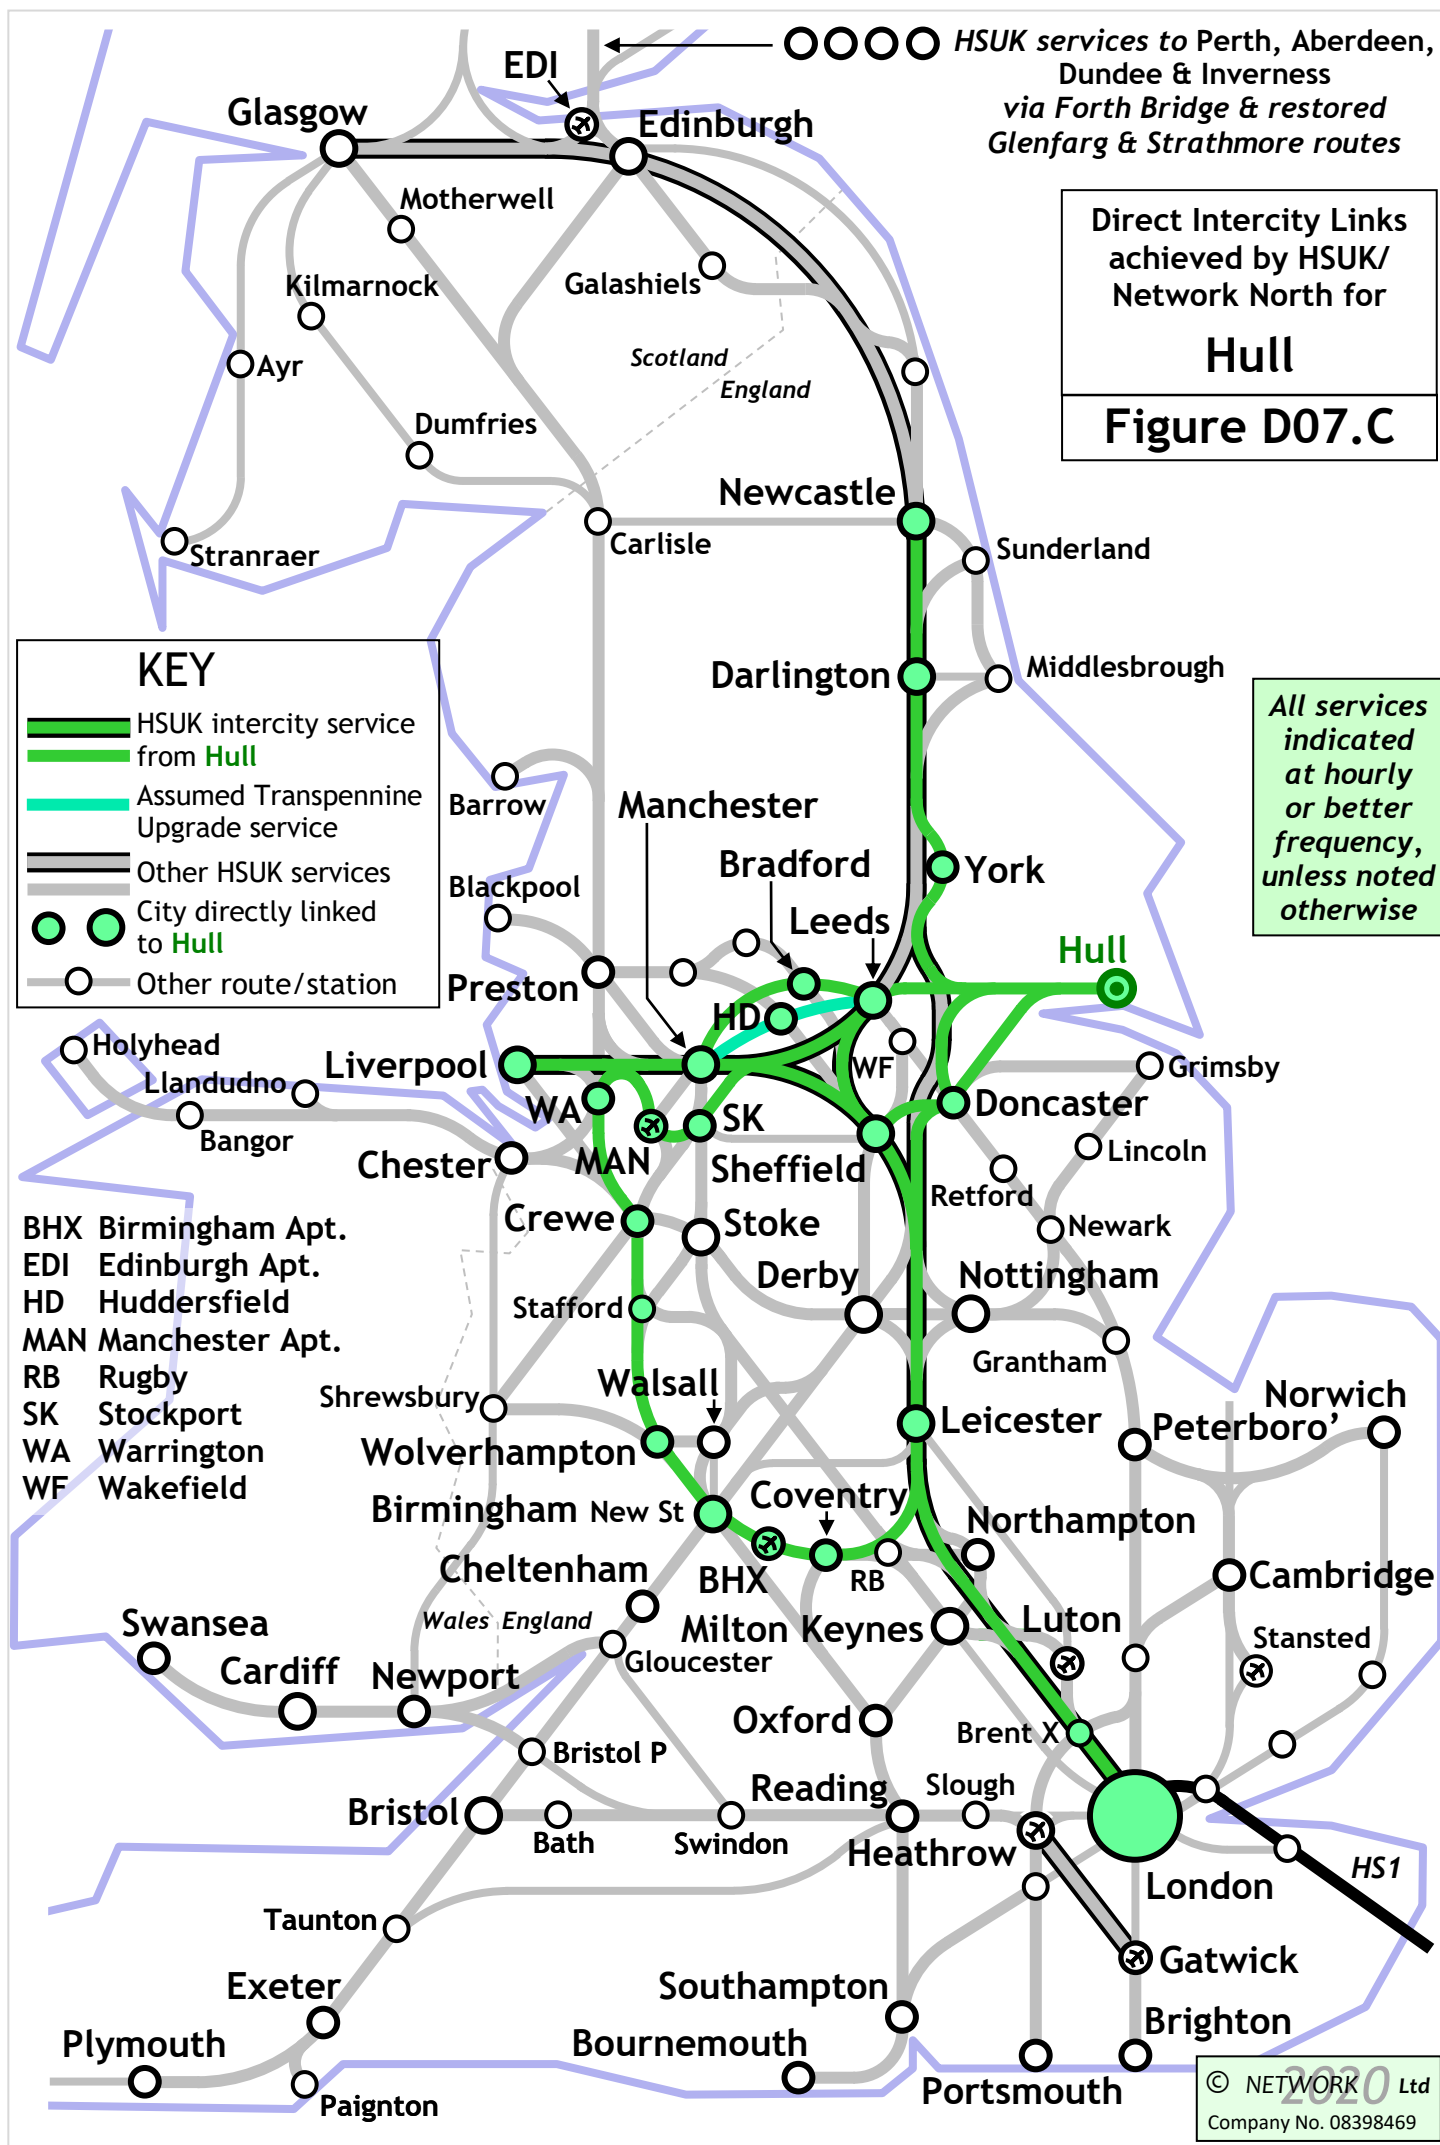 HSUK services to Perth, Aberdeen,
Dundee & Inverness
via Forth Bridge & restored
Glenfarg & Strathmore routes
EDI
Glasgow
Edinburgh
Motherwell
Direct Intercity Links
achieved by HSUK/
Network North for
Hull
Figure D07.C
Galashiels
Kilmarnock
Scotland
England
Ayr
Dumfries
Newcastle
Carlisle
Sunderland
Stranraer
KEY
HSUK intercity service
from Hull
Assumed Transpennine
Upgrade service
Other HSUK services
City directly linked
to Hull
Other route/station
Darlington
Middlesbrough
All services
indicated
at hourly
or better
frequency,
unless noted
otherwise
Barrow
Manchester
Bradford
York
Blackpool
Leeds
Hull
Preston
HD
Holyhead
Liverpool
WF
Grimsby
Llandudno
WA
SK
Doncaster
Bangor
MAN
Chester
Sheffield
Lincoln
Retford
Crewe
Stoke
Newark
BHX Birmingham Apt.
EDI Edinburgh Apt.
HD Huddersfield
MAN Manchester Apt.
RB Rugby
SK Stockport
WA Warrington
WF Wakefield
Derby
Nottingham
Stafford
Grantham
Shrewsbury
Walsall
Norwich
Leicester
Peterboro’
Wolverhampton
Birmingham New St
Coventry
Northampton
Cheltenham
BHX
RB
Cambridge
Swansea
Wales England
Milton Keynes
Luton
Stansted
Cardiff
Newport
Gloucester
Oxford
Brent X
Bristol P
Reading
Slough
Bristol
Bath
Swindon
Heathrow
London
HS1
Taunton
Gatwick
Exeter
Southampton
Brighton
Plymouth
Bournemouth
Portsmouth
Paignton
© NETWORK 2020 Ltd
Company No. 08398469